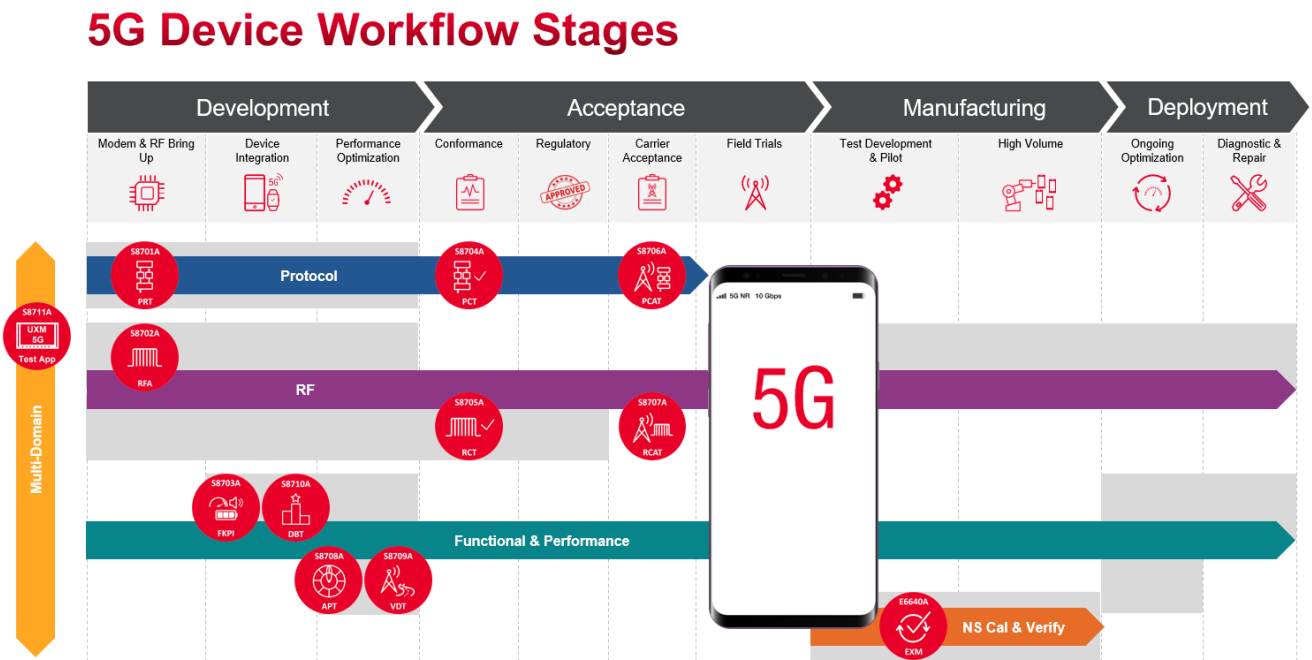 5G Device Workflow Stages
Development
Acceptance
Manufacturing
Deployment
Modem & RF Bring
Up
Device
Integration
Performance
Optimization
Conformance
Regulatory
Carrier
Acceptance
Field Trials
Test Development
& Pilot
High Volume
Ongoing
Optimization
Diagnostic &
Repair
5G
APPROVED
S8701A
PRT
Protocol
S8704A
PCT
S8706A
PCAT
S8711A
UXM
5G
Test App
Multi-Domain
5G NR 10 Gbps
5G
S8702A
RFA
RF
S8705A
RCT
S8707A
RCAT
S8703A
FKPI
S8710A
DBT
Functional & Performance
S8708A
APT
S8709A
VDT
E6640A
EXM
NS Cal & Verify